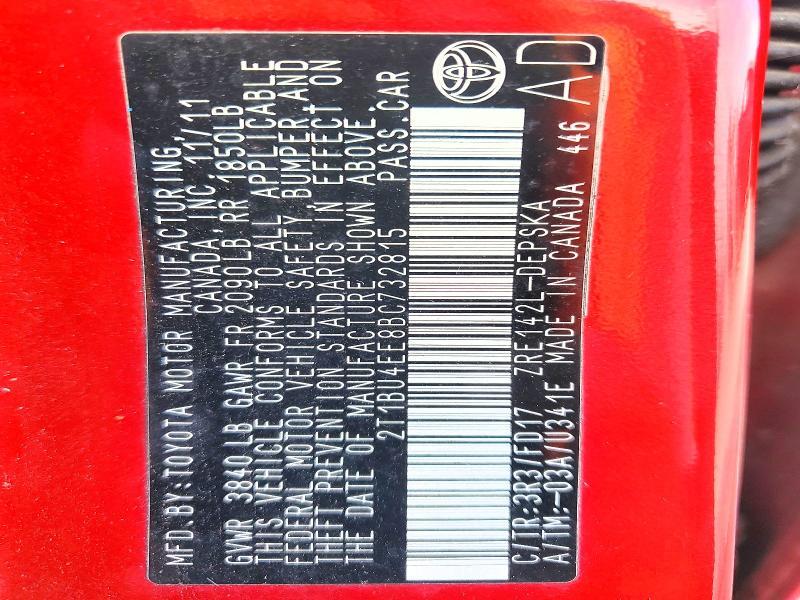 MFD.BY:TOYOTA MOTOR MANUFACTURING,
CANADA, INC 11/11
GVWR 3840 LB GAWR FR 2090LB RR 1850LB
THIS VEHICLE CONFORMS TO ALL APPLICABLE
FEDERAL MOTOR VEHICLE SAFETY, BUMPER, AND
THEFT PREVENTION STANDARDS IN EFFECT ON
THE DATE OF MANUFACTURE SHOWN ABOVE.
2T1BU4EE8BC732815 PASS.CAR
C/TR:3R3/FD17 ZRE142L-DEPSKA
A/TM:-03A/U341E MADE IN CANADA 446 AD